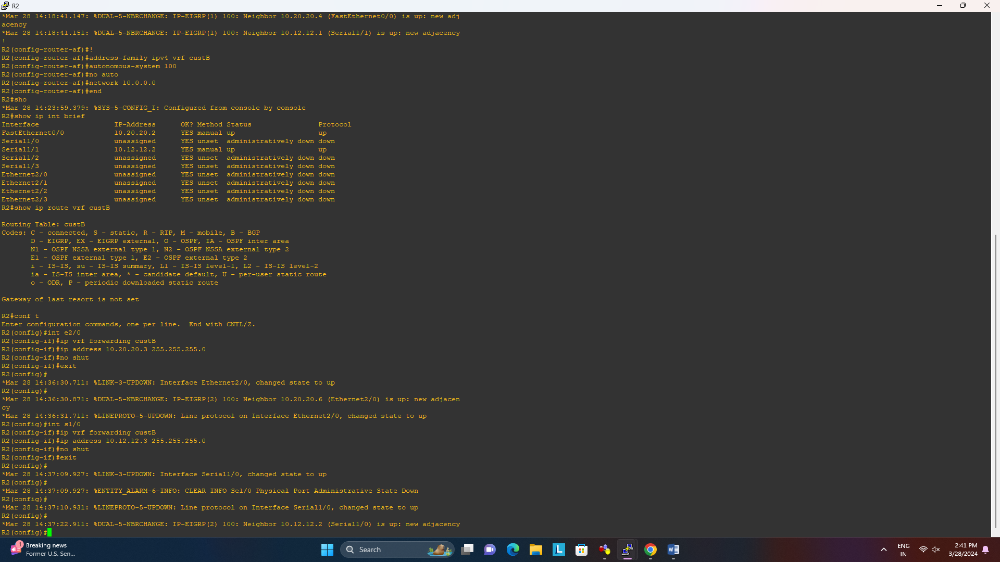 R2
*Mar 28 14:18:41.147: %DUAL-5-NBRCHANGE: IP-EIGRP(1) 100: Neighbor 10.20.20.4 (FastEthernet0/0) is up: new adj
acency
*Mar 28 14:18:41.151: %DUAL-5-NBRCHANGE: IP-EIGRP(1) 100: Neighbor 10.12.12.1 (Serial1/1) is up: new adjacency
!
R2(config-router-af)#!
R2(config-router-af)#address-family ipv4 vrf custB
R2(config-router-af)#autonomous-system 100
R2(config-router-af)#no auto
R2(config-router-af)#network 10.0.0.0
R2(config-router-af)#end
R2#sho
*Mar 28 14:23:59.379: %SYS-5-CONFIG_I: Configured from console by console
R2#show ip int brief
Interface                  IP-Address      OK? Method Status                Protocol
FastEthernet0/0            10.20.20.2      YES manual up                    up
Serial1/0                  unassigned      YES unset  administratively down down
Serial1/1                  10.12.12.2      YES manual up                    up
Serial1/2                  unassigned      YES unset  administratively down down
Serial1/3                  unassigned      YES unset  administratively down down
Ethernet2/0                unassigned      YES unset  administratively down down
Ethernet2/1                unassigned      YES unset  administratively down down
Ethernet2/2                unassigned      YES unset  administratively down down
Ethernet2/3                unassigned      YES unset  administratively down down
R2#show ip route vrf custB
Routing Table: custB
Codes: C - connected, S - static, R - RIP, M - mobile, B - BGP
       D - EIGRP, EX - EIGRP external, O - OSPF, IA - OSPF inter area
       N1 - OSPF NSSA external type 1, N2 - OSPF NSSA external type 2
       E1 - OSPF external type 1, E2 - OSPF external type 2
       i - IS-IS, su - IS-IS summary, L1 - IS-IS level-1, L2 - IS-IS level-2
       ia - IS-IS inter area, * - candidate default, U - per-user static route
       o - ODR, P - periodic downloaded static route
Gateway of last resort is not set
R2#conf t
Enter configuration commands, one per line.  End with CNTL/Z.
R2(config)#int e2/0
R2(config-if)#ip vrf forwarding custB
R2(config-if)#ip address 10.20.20.3 255.255.255.0
R2(config-if)#no shut
R2(config-if)#exit
R2(config)#
*Mar 28 14:36:30.711: %LINK-3-UPDOWN: Interface Ethernet2/0, changed state to up
R2(config)#
*Mar 28 14:36:30.871: %DUAL-5-NBRCHANGE: IP-EIGRP(2) 100: Neighbor 10.20.20.6 (Ethernet2/0) is up: new adjacen
cy
*Mar 28 14:36:31.711: %LINEPROTO-5-UPDOWN: Line protocol on Interface Ethernet2/0, changed state to up
R2(config)#int s1/0
R2(config-if)#ip vrf forwarding custB
R2(config-if)#ip address 10.12.12.3 255.255.255.0
R2(config-if)#no shut
R2(config-if)#exit
R2(config)#
*Mar 28 14:37:09.927: %LINK-3-UPDOWN: Interface Serial1/0, changed state to up
R2(config)#
*Mar 28 14:37:09.927: %ENTITY_ALARM-6-INFO: CLEAR INFO Se1/0 Physical Port Administrative State Down
R2(config)#
*Mar 28 14:37:10.931: %LINEPROTO-5-UPDOWN: Line protocol on Interface Serial1/0, changed state to up
R2(config)#
*Mar 28 14:37:22.911: %DUAL-5-NBRCHANGE: IP-EIGRP(2) 100: Neighbor 10.12.12.2 (Serial1/0) is up: new adjacency
R2(config)#
1
Breaking news
Former U.S. Sen...
Search
L
W
ENG
IN
2:41 PM
3/28/2024